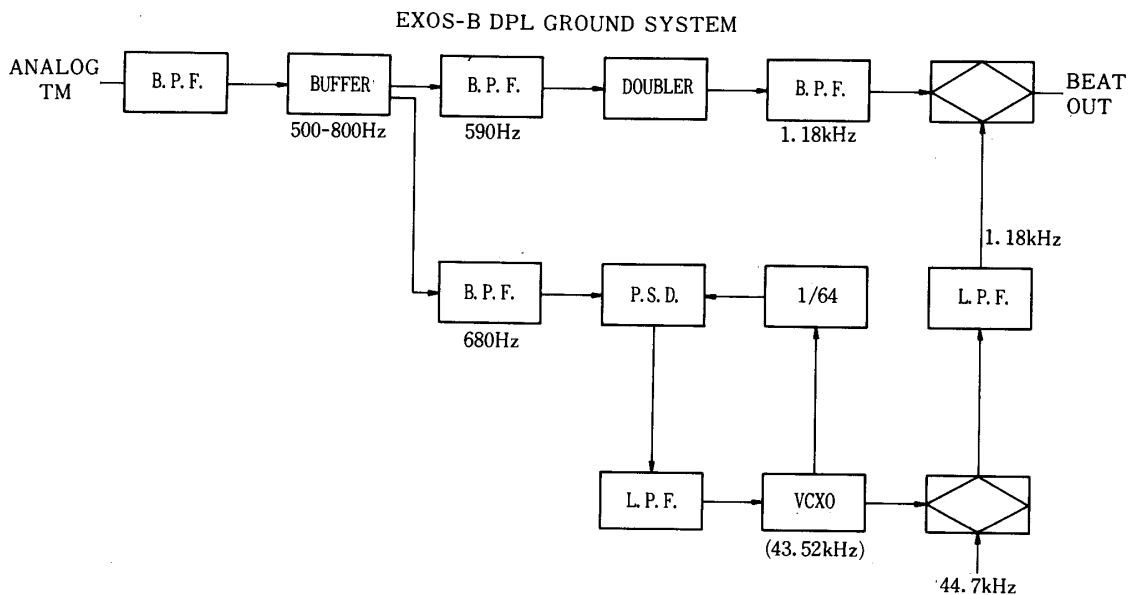 EXOS-B DPL GROUND SYSTEM
ANALOG
TM
B.P.F.
BUFFER
500-800Hz
B.P.F.
590Hz
DOUBLER
B.P.F.
1.18kHz
BEAT
OUT
1.18kHz
B.P.F.
680Hz
P.S.D.
1/64
L.P.F.
L.P.F.
VCXO
(43.52kHz)
44.7kHz